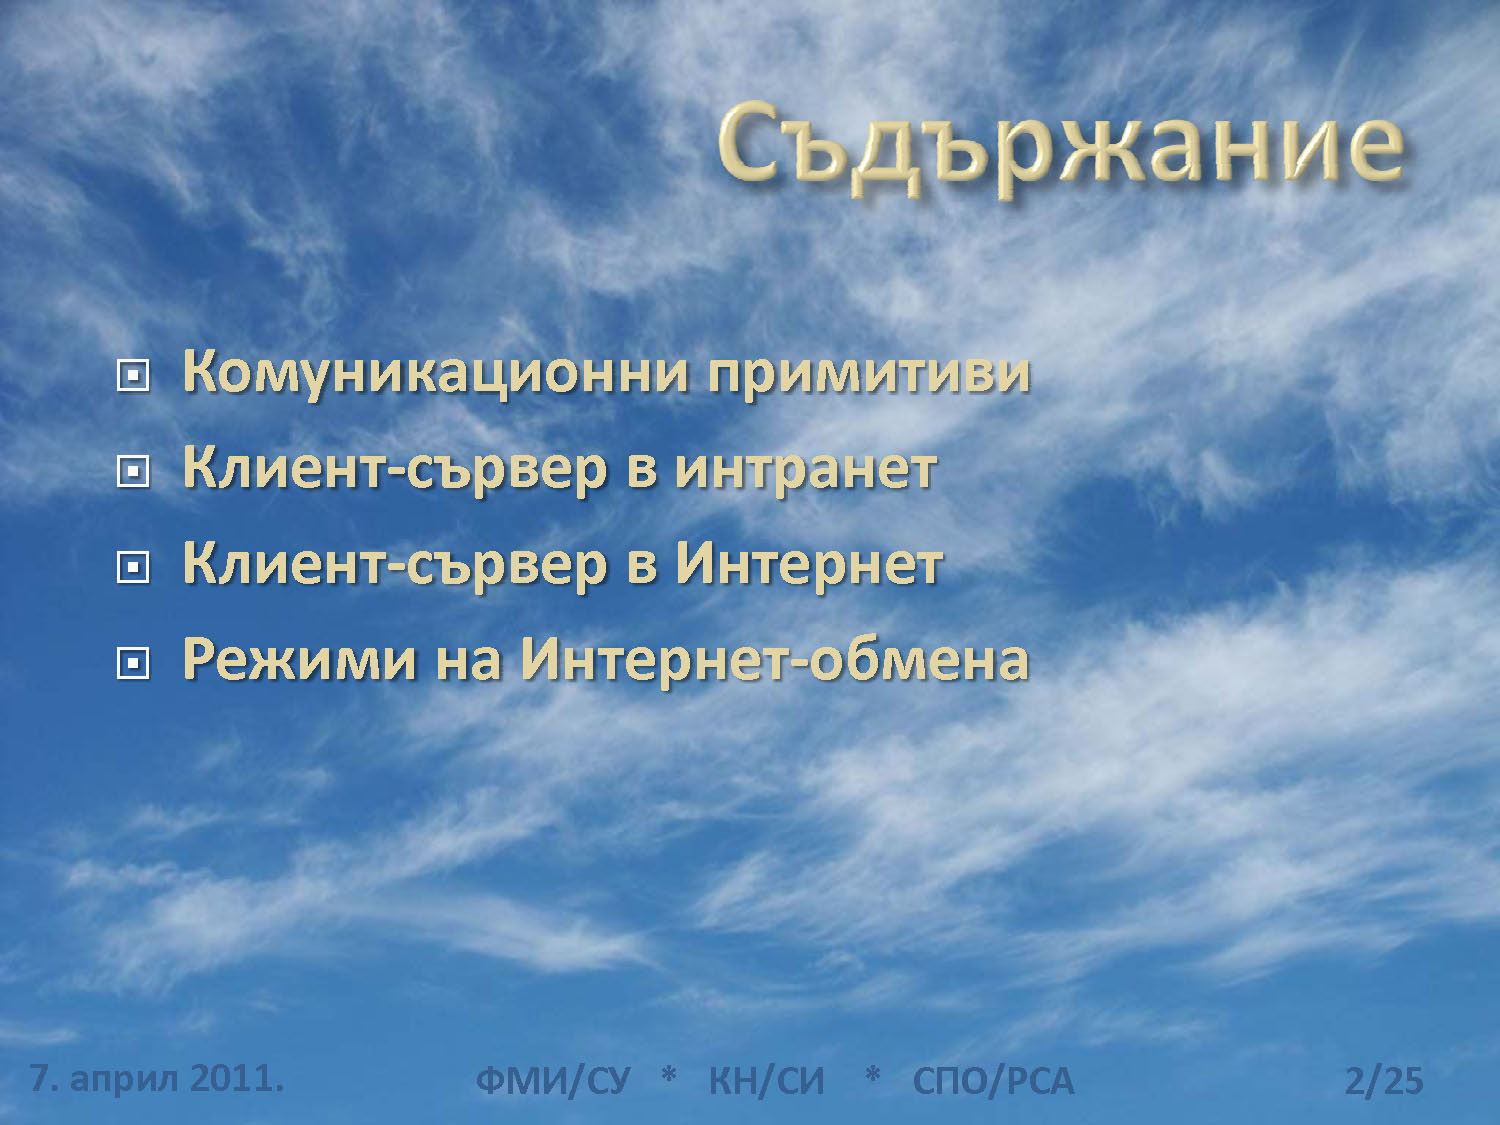 Съдържание
Комуникационни примитиви
Клиент-сървер в интранет
Клиент-сървер в Интернет
Режими на Интернет-обмена
7. април 2011. ФМИ/СУ * КН/СИ * СПО/РСА 2/25